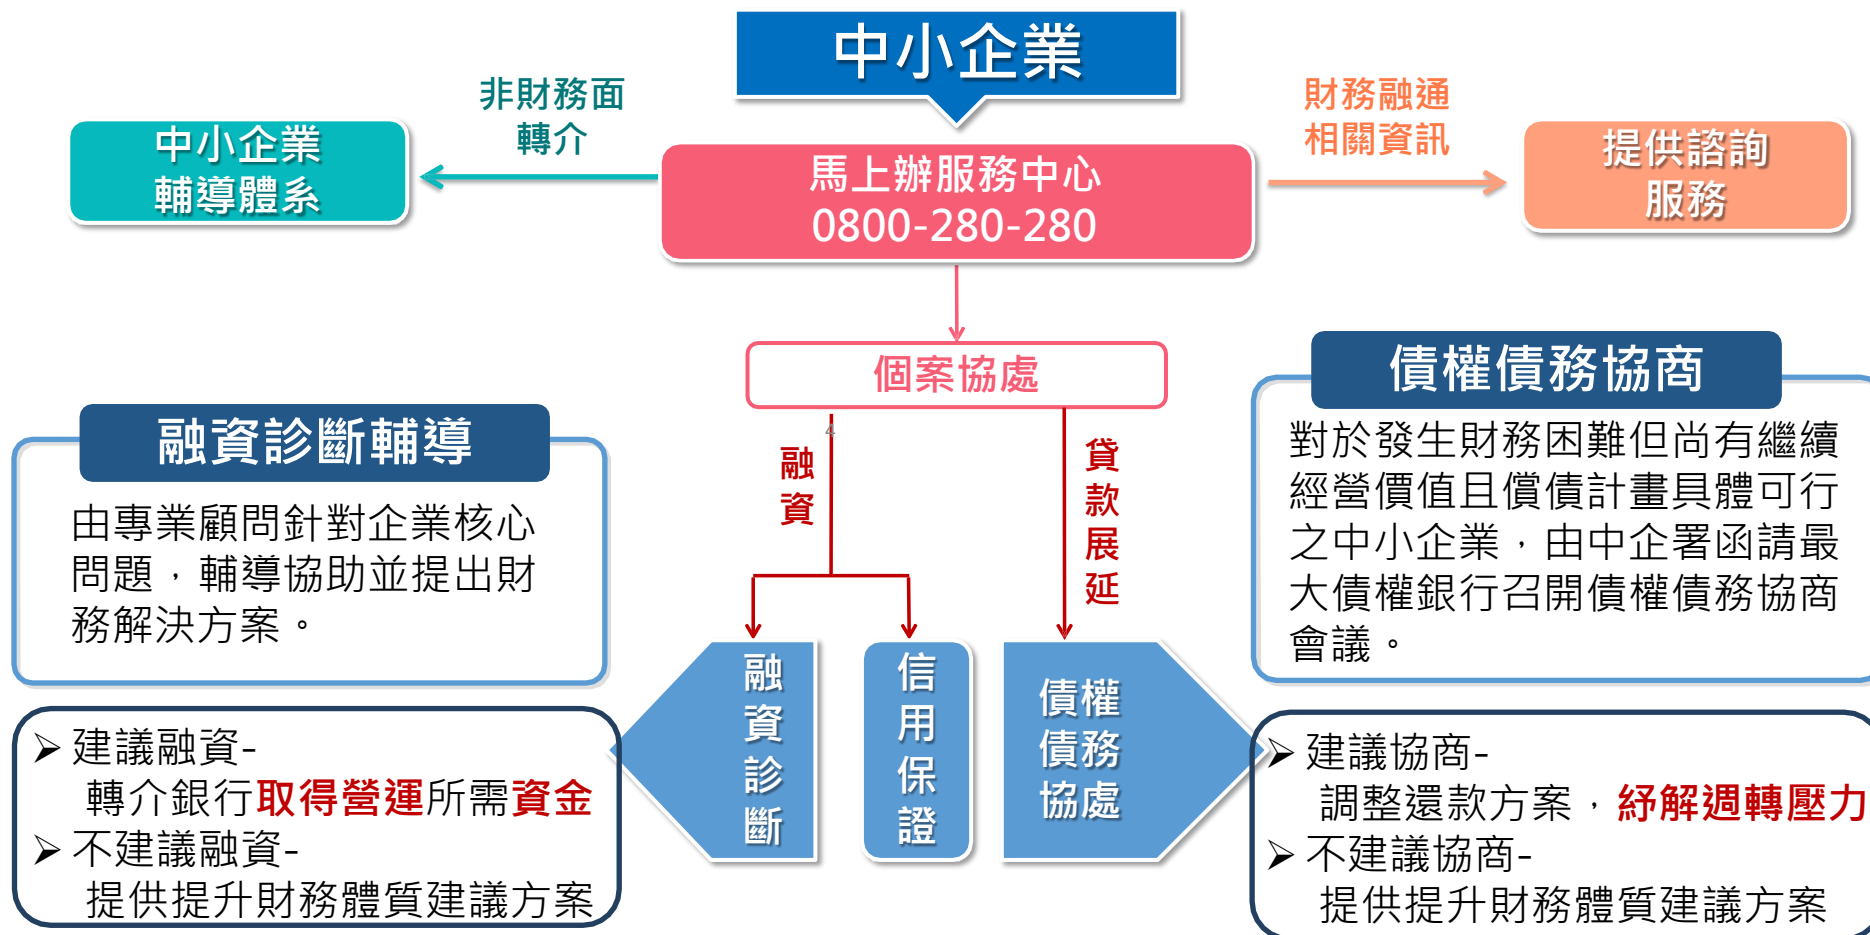 中小企業
非財務面
轉介
財務融通
相關資訊
中小企業
輔導體系
馬上辦服務中心
0800-280-280
提供諮詢
服務
個案協處
4
融資
貸款展延
融資診斷輔導
由專業顧問針對企業核心
問題，輔導協助並提出財
務解決方案。
債權債務協商
對於發生財務困難但尚有繼續
經營價值且償債計畫具體可行
之中小企業，由中企署函請最
大債權銀行召開債權債務協商
會議。
融資診斷
信用保證
債權
債務
協處
➢ 建議融資-
轉介銀行取得營運所需資金
➢ 不建議融資-
提供提升財務體質建議方案
➢ 建議協商-
調整還款方案，紓解週轉壓力
➢ 不建議協商-
提供提升財務體質建議方案